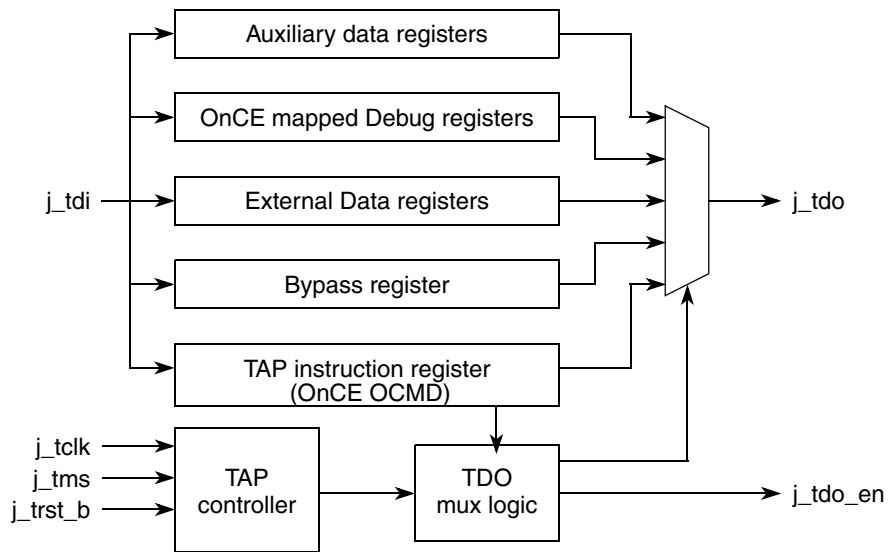 Auxiliary data registers
OnCE mapped Debug registers
j_tdi
External Data registers
j_tdo
Bypass register
TAP instruction register
(OnCE OCMD)
j_tclk
j_tms
j_trst_b
TAP
controller
TDO
mux logic
j_tdo_en